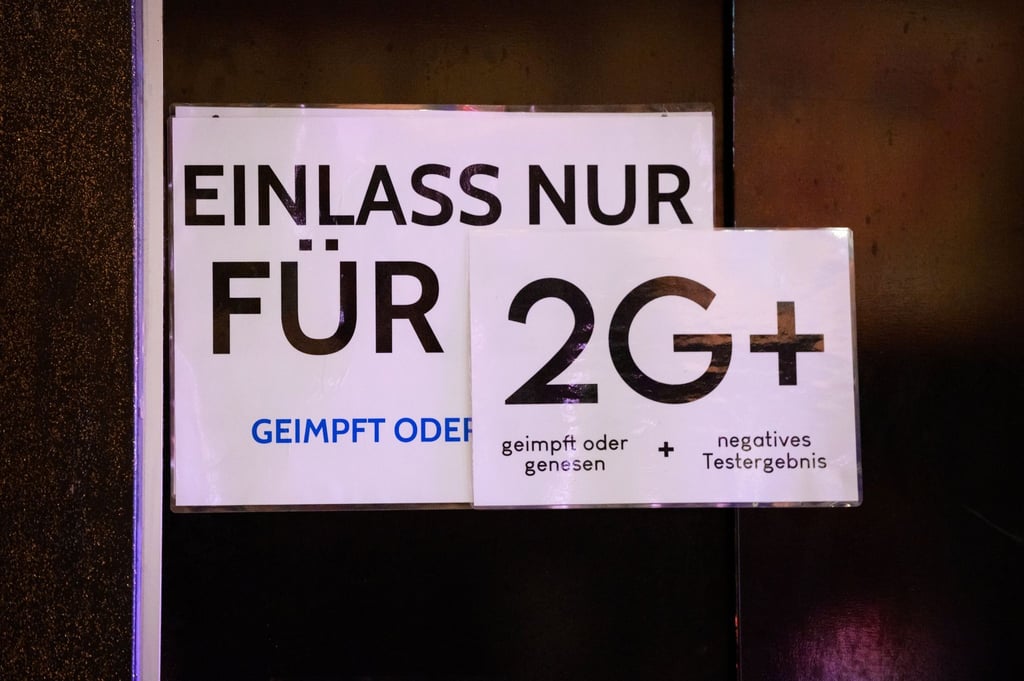 EINLASS NUR
FÜR
GEIMPFT ODER
2G+
geimpft oder
genesen
+
negatives
Testergebnis